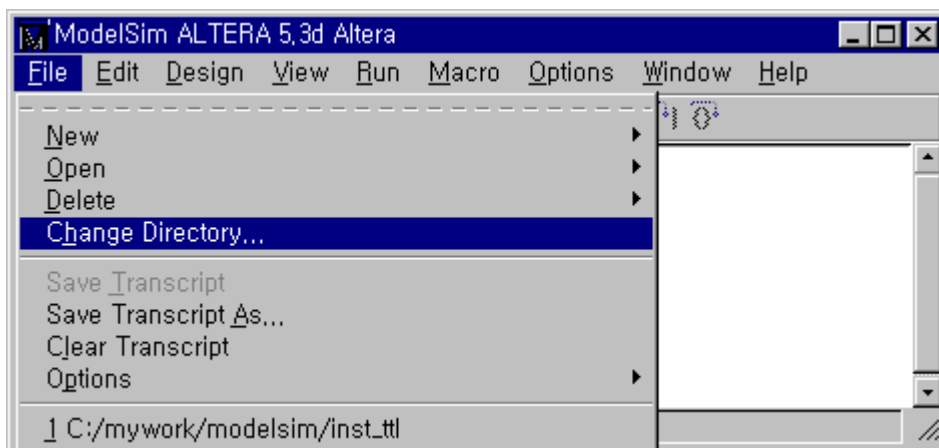 ModelSim ALTERA 5,3d Altera
File Edit Design View Run Macro Options Window Help
New
Open
Delete
Change Directory,,,
Save Transcript
Save Transcript As,,,
Clear Transcript
Options
1 C:/mywork/modelsim/inst_ttl